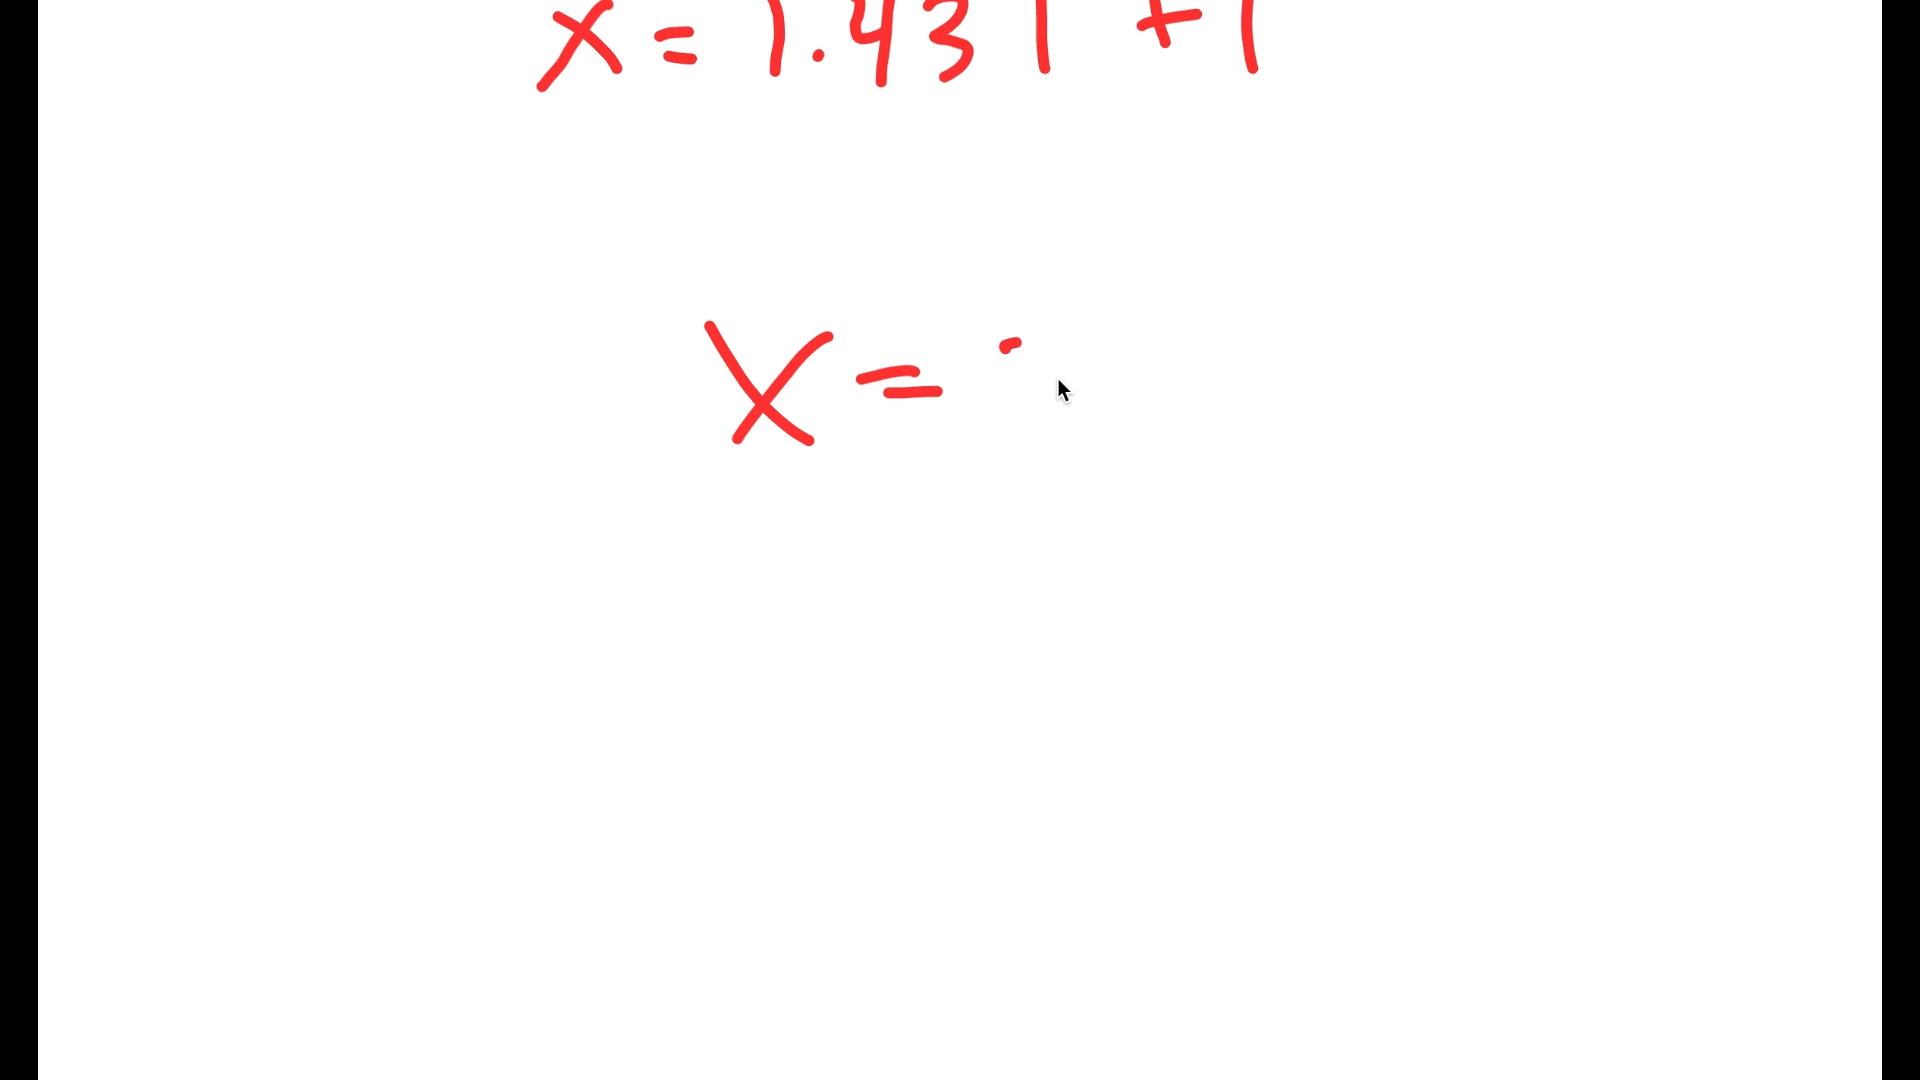 x = 1.431 + 1
x =